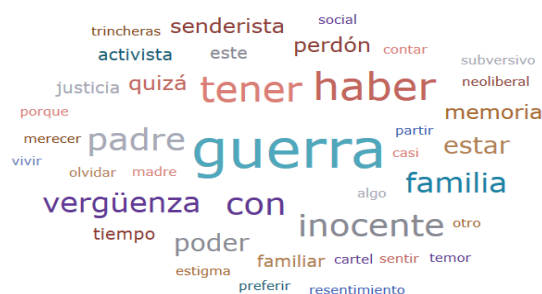 social
trincheras senderista
perdón contar
activista este
subversivo
justicia quizá tener haber neoliberal
porque memoria
merecer padre guerra partir estar
casi
vivir olvidar madre familia
algo
vergüenza con inocente otro
tiempo poder
familiar cartel sentir temor
estigma
preferir resentimiento